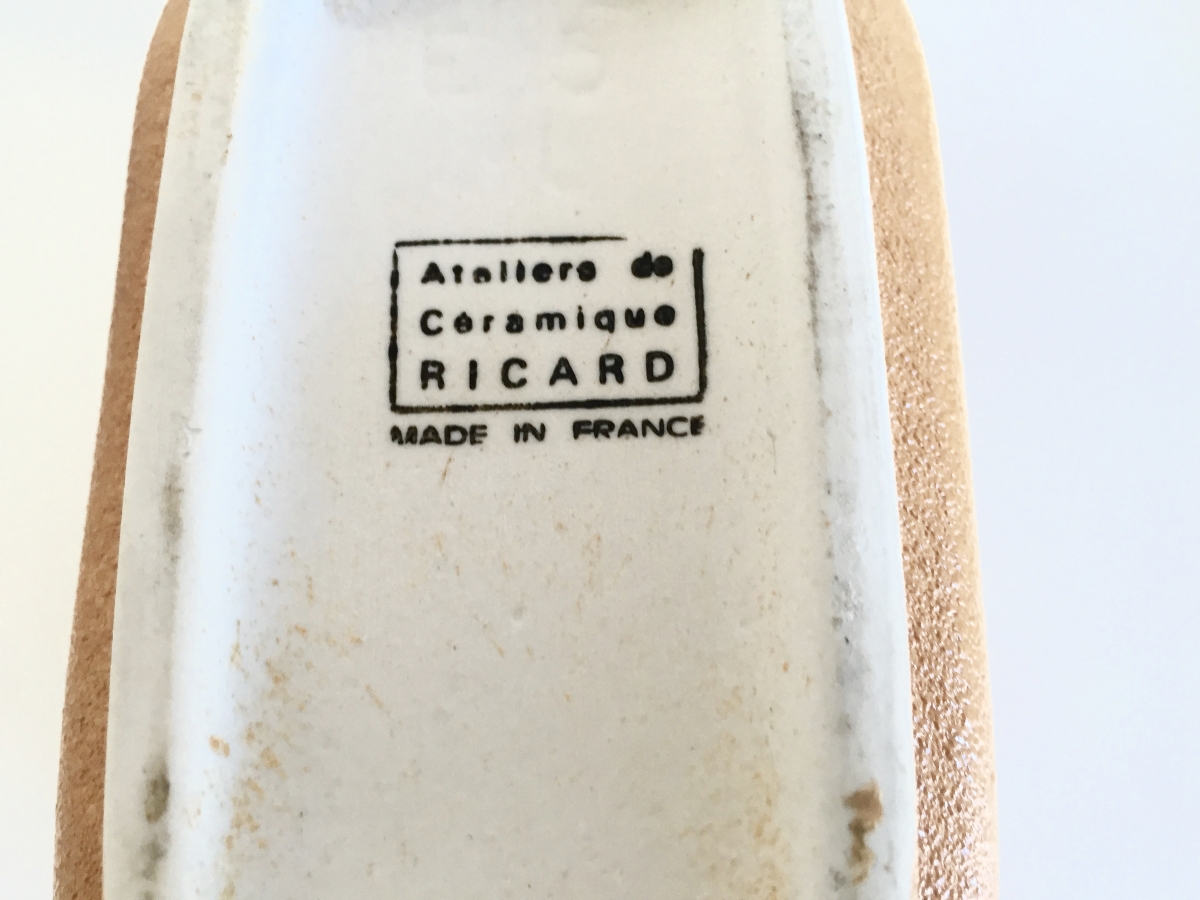 Ateliers de
Céramique
RICARD
MADE IN FRANCE